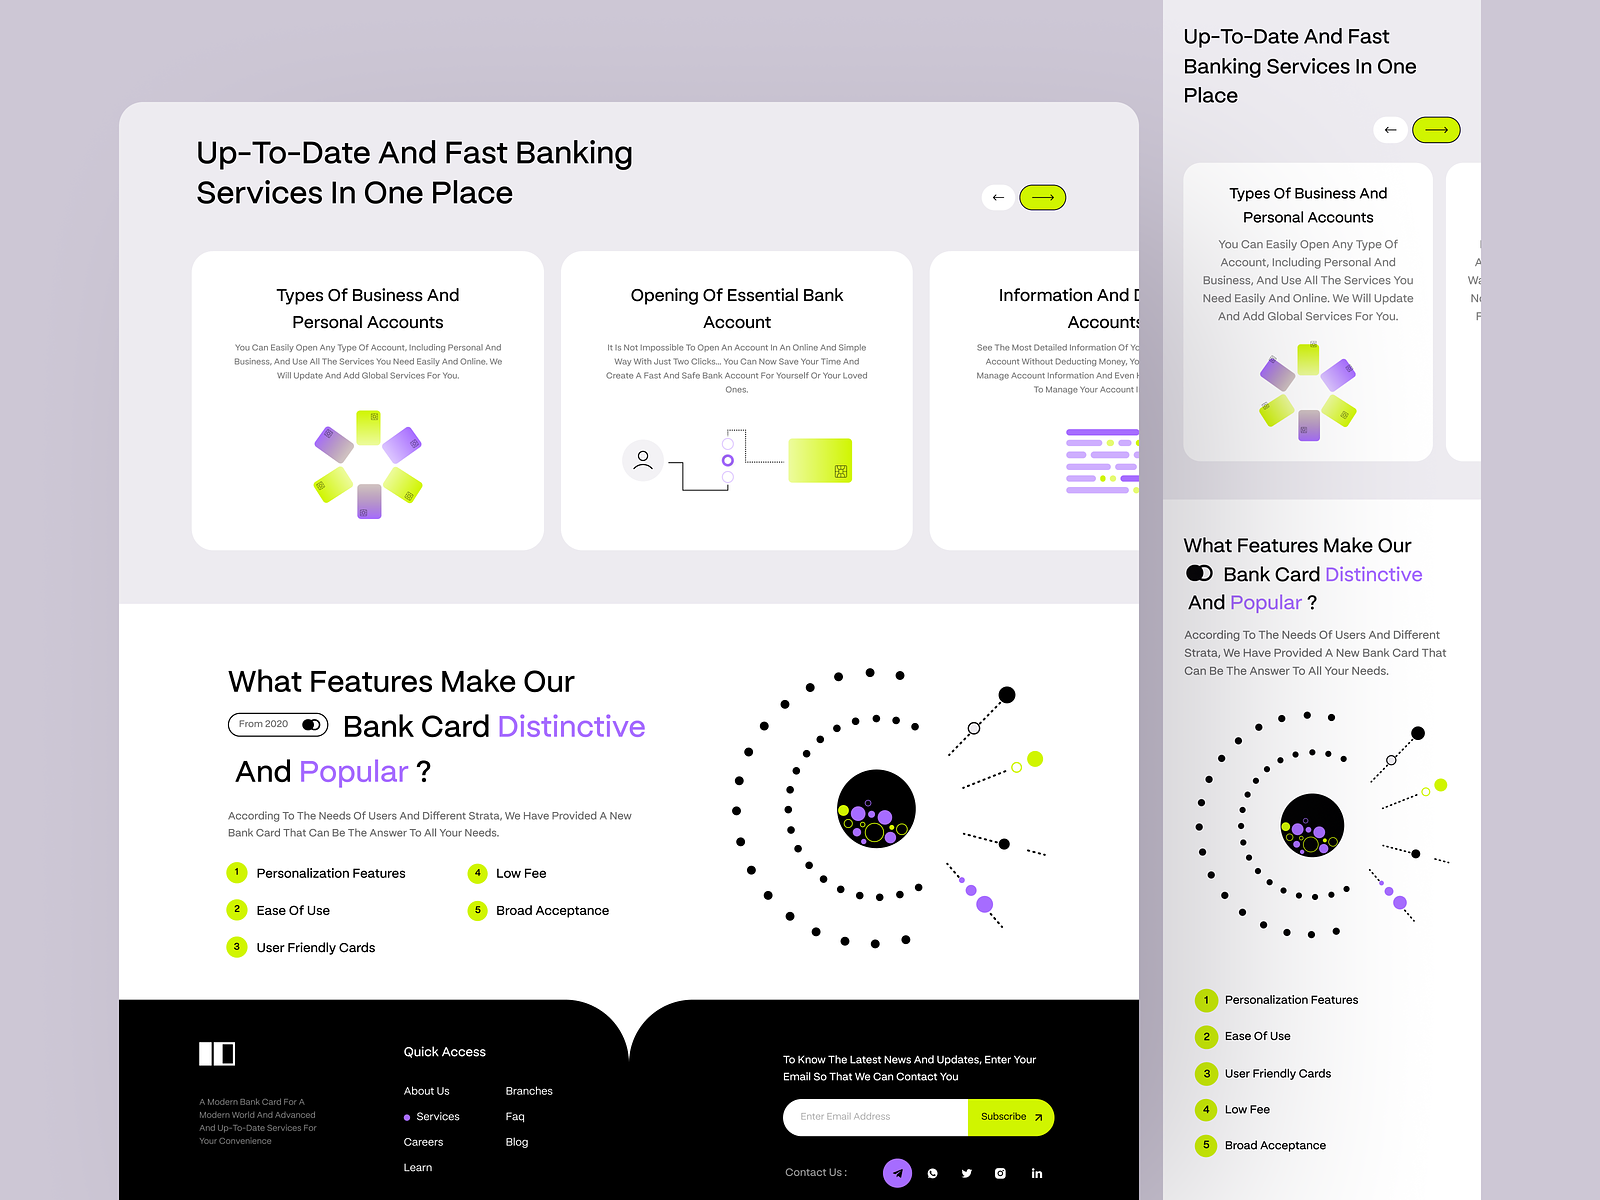 Up-To-Date And Fast Banking
Services In One Place
Types Of Business And
Personal Accounts
You Can Easily Open Any Type Of Account, Including Personal And
Business, And Use All The Services You Need Easily And Online. We
Will Update And Add Global Services For You.
Opening Of Essential Bank
Account
It Is Not Impossible To Open An Account In An Online And Simple
Way With Just Two Clicks... You Can Now Save Your Time And
Create A Fast And Safe Bank Account For Yourself Or Your Loved
Ones.
Information And
Accounts
See The Most Detailed Information Of
Account Without Deducting Money,
Manage Account Information And Even
To Manage Your Account
What Features Make Our
From 2020
Bank Card Distinctive
And Popular ?
According To The Needs Of Users And Different Strata, We Have Provided A New
Bank Card That Can Be The Answer To All Your Needs.
1 Personalization Features
2 Ease Of Use
3 User Friendly Cards
4 Low Fee
5 Broad Acceptance
A Modern Bank Card For A
Modern World And Advanced
And Up-To-Date Services For
Your Convenience
Quick Access
About Us
Services
Careers
Learn
Branches
Faq
Blog
To Know The Latest News And Updates, Enter Your
Email So That We Can Contact You
Enter Email Address
Subscribe
Contact Us :
in
Up-To-Date And Fast
Banking Services In One
Place
Types Of Business And
Personal Accounts
You Can Easily Open Any Type Of
Account, Including Personal And
Business, And Use All The Services You
Need Easily And Online. We Will Update
And Add Global Services For You.
What Features Make Our
Bank Card Distinctive
And Popular ?
According To The Needs Of Users And Different
Strata, We Have Provided A New Bank Card That
Can Be The Answer To All Your Needs.
1 Personalization Features
2 Ease Of Use
3 User Friendly Cards
4 Low Fee
5 Broad Acceptance